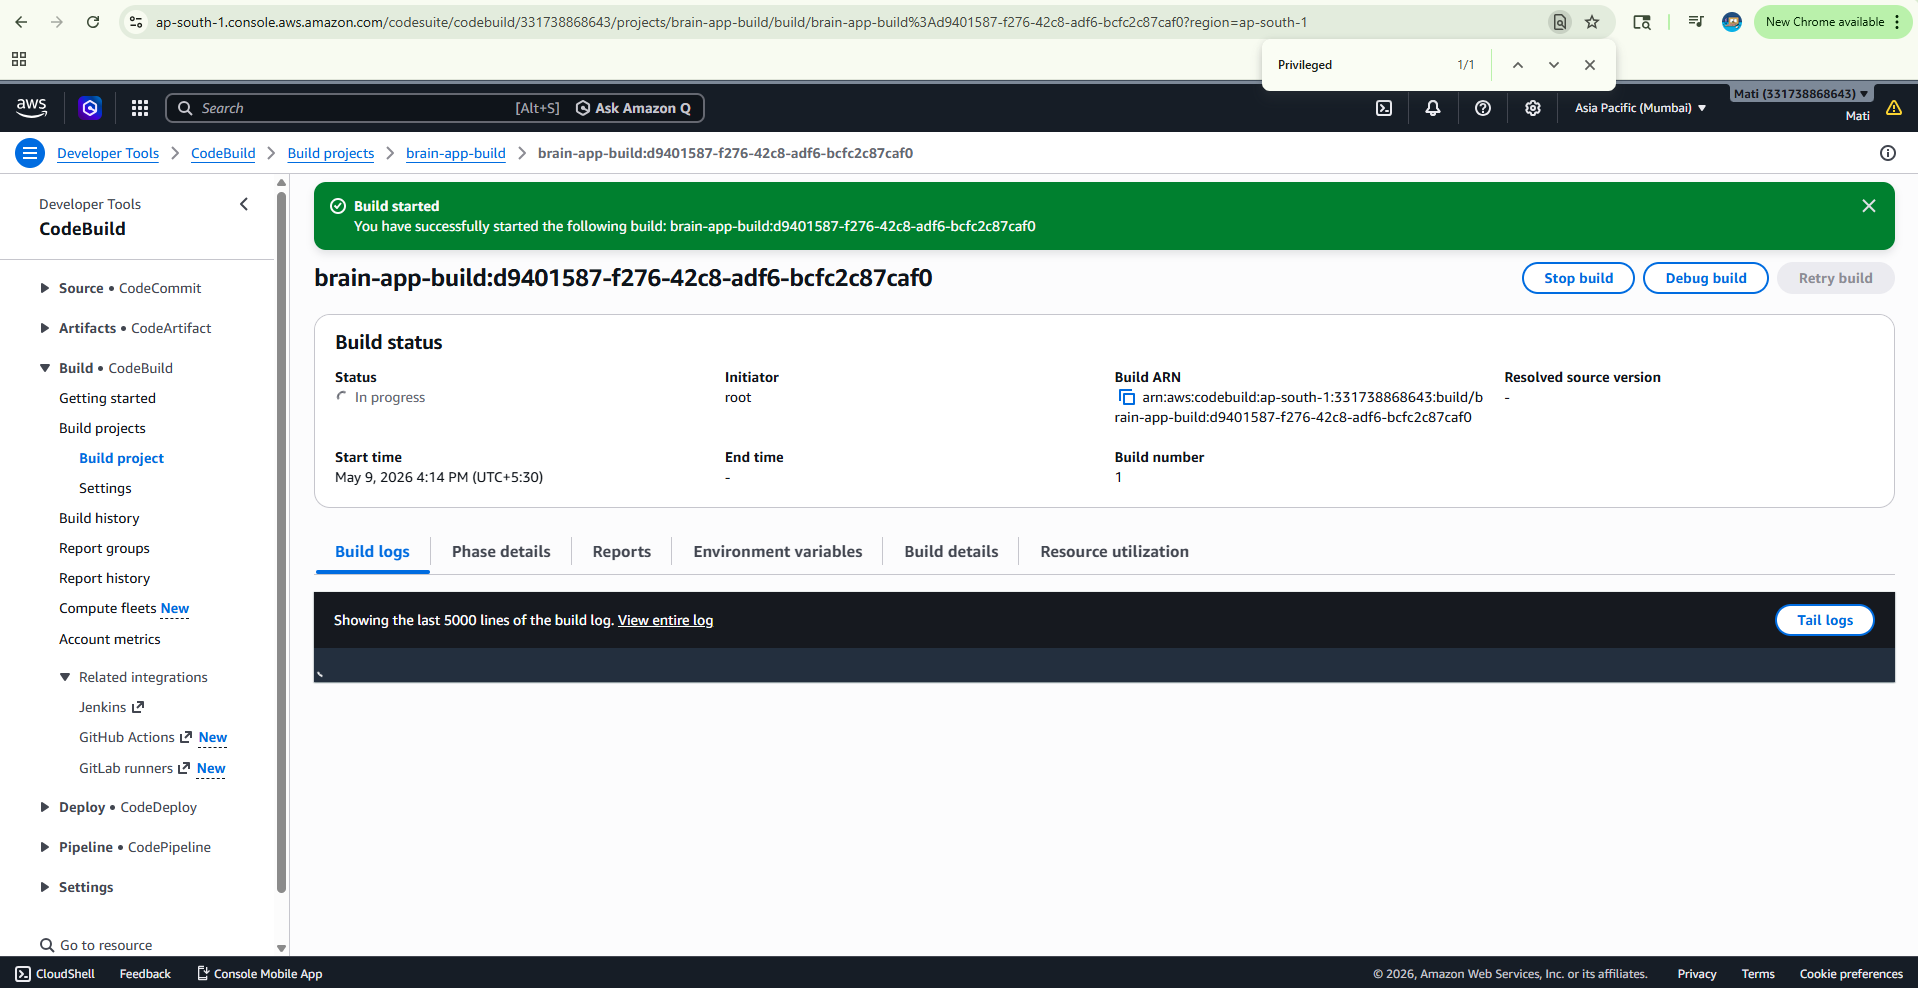 ap-south-1.console.aws.amazon.com/codesuite/codebuild/331738868643/projects/brain-app-build/build/brain-app-build%3Ad9401587-f276-42c8-adf6-bcfc2c87caf0?region=ap-south-1
New Chrome available
Privileged 1/1
aws
Search [Alt+S] Ask Amazon Q
Asia Pacific (Mumbai)
Mati (331738868643)
Mati
Developer Tools
CodeBuild
Build projects
brain-app-build
brain-app-build:d9401587-f276-42c8-adf6-bcfc2c87caf0
Developer Tools
CodeBuild
Source • CodeCommit
Artifacts • CodeArtifact
Build • CodeBuild
Getting started
Build projects
Build project
Settings
Build history
Report groups
Report history
Compute fleets New
Account metrics
Related integrations
Jenkins
GitHub Actions New
GitLab runners New
Deploy • CodeDeploy
Pipeline • CodePipeline
Settings
Go to resource
Build started
You have successfully started the following build: brain-app-build:d9401587-f276-42c8-adf6-bcfc2c87caf0
brain-app-build:d9401587-f276-42c8-adf6-bcfc2c87caf0
Stop build
Debug build
Retry build
Build status
Status
In progress
Initiator
root
Build ARN
arn:aws:codebuild:ap-south-1:331738868643:build/b
rain-app-build:d9401587-f276-42c8-adf6-bcfc2c87caf0
Resolved source version
-
Start time
May 9, 2026 4:14 PM (UTC+5:30)
End time
-
Build number
1
Build logs
Phase details
Reports
Environment variables
Build details
Resource utilization
Showing the last 5000 lines of the build log. View entire log
Tail logs
CloudShell
Feedback
Console Mobile App
© 2026, Amazon Web Services, Inc. or its affiliates.
Privacy
Terms
Cookie preferences